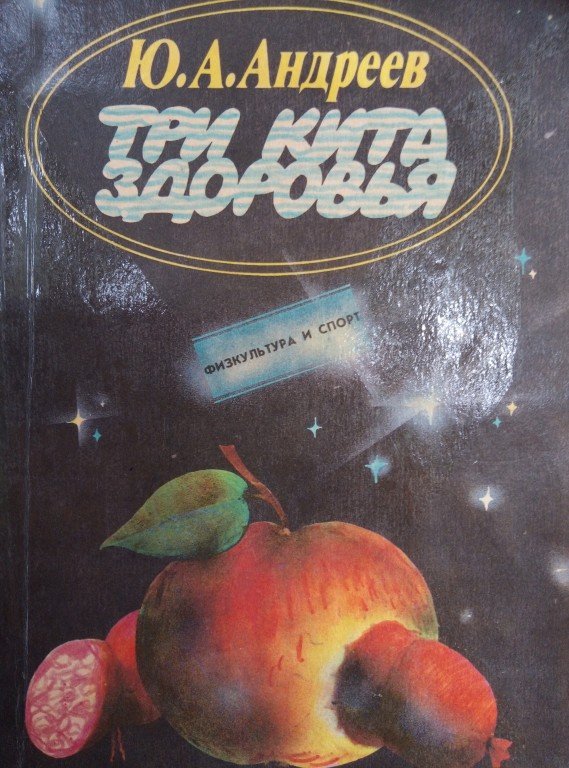 Ю.А.Андреев
ТРИ КИТА
ЗДОРОВЬЯ
ФИЗКУЛЬТУРА И СПОРТ